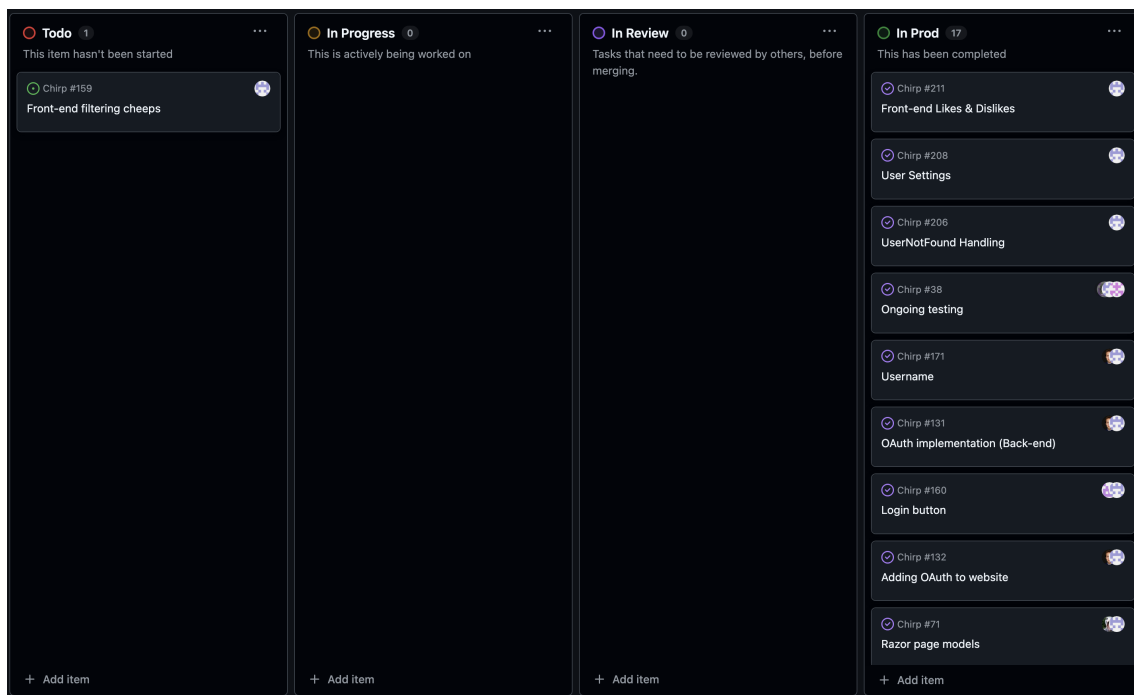 Todo 1
This item hasn't been started
Chirp #159
Front-end filtering cheeps
+ Add item
In Progress 0
This is actively being worked on
+ Add item
In Review 0
Tasks that need to be reviewed by others, before
merging.
+ Add item
In Prod 17
This has been completed
Chirp #211
Front-end Likes & Dislikes
Chirp #208
User Settings
Chirp #206
UserNotFound Handling
Chirp #38
Ongoing testing
Chirp #171
Username
Chirp #131
OAuth implementation (Back-end)
Chirp #160
Login button
Chirp #132
Adding OAuth to website
Chirp #71
Razor page models
+ Add item